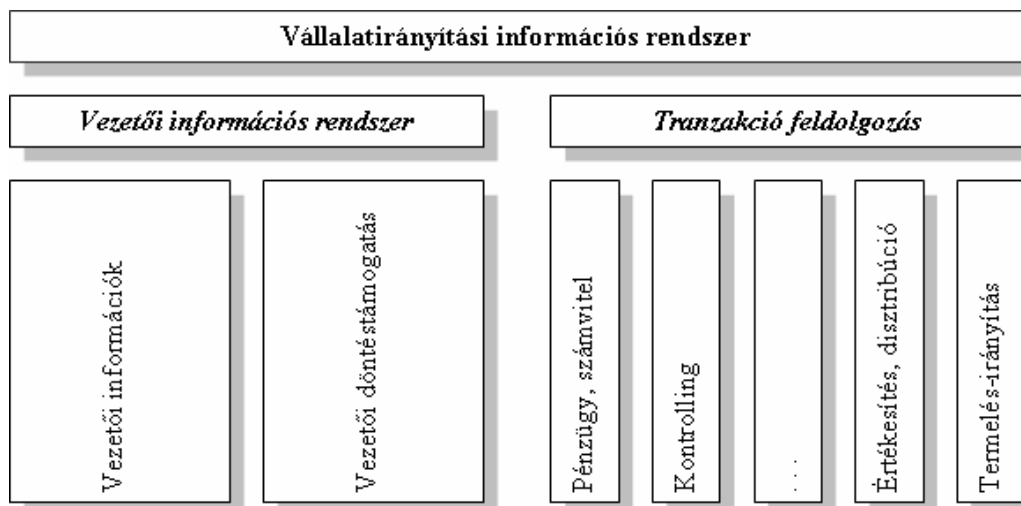 Vállalatirányítási információs rendszer
Vezetői információs rendszer
Tranzakció feldolgozás
Vezetői információk
Vezetői döntéstámogatás
Pénzügy, számvitel
Kontrolling
. . .
Értékesítés, disztribúció
Termelés-irányítás